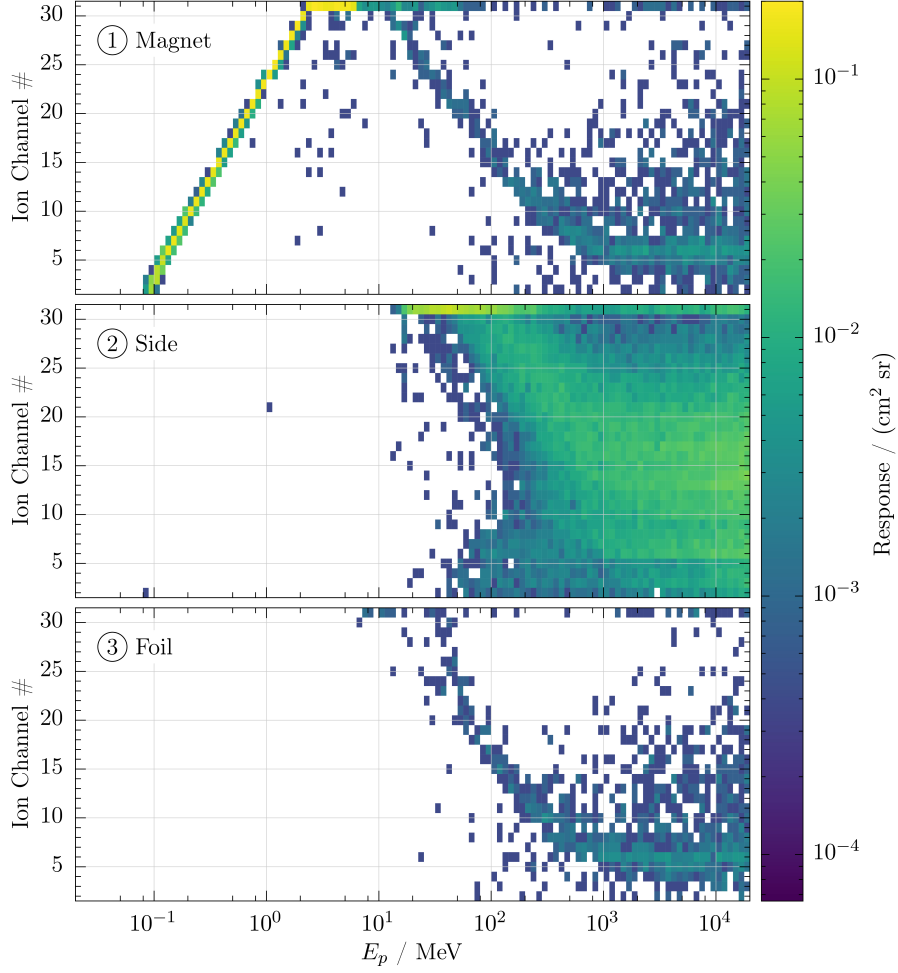 30
25
20
15
10
5
Ion Channel #
① Magnet
30
25
20
15
10
5
Ion Channel #
② Side
30
25
20
15
10
5
Ion Channel #
③ Foil
10⁻¹ 10⁰ 10¹ 10² 10³ 10⁴
E_p / MeV
10⁻¹
10⁻²
10⁻³
10⁻⁴
Response / (cm² sr)